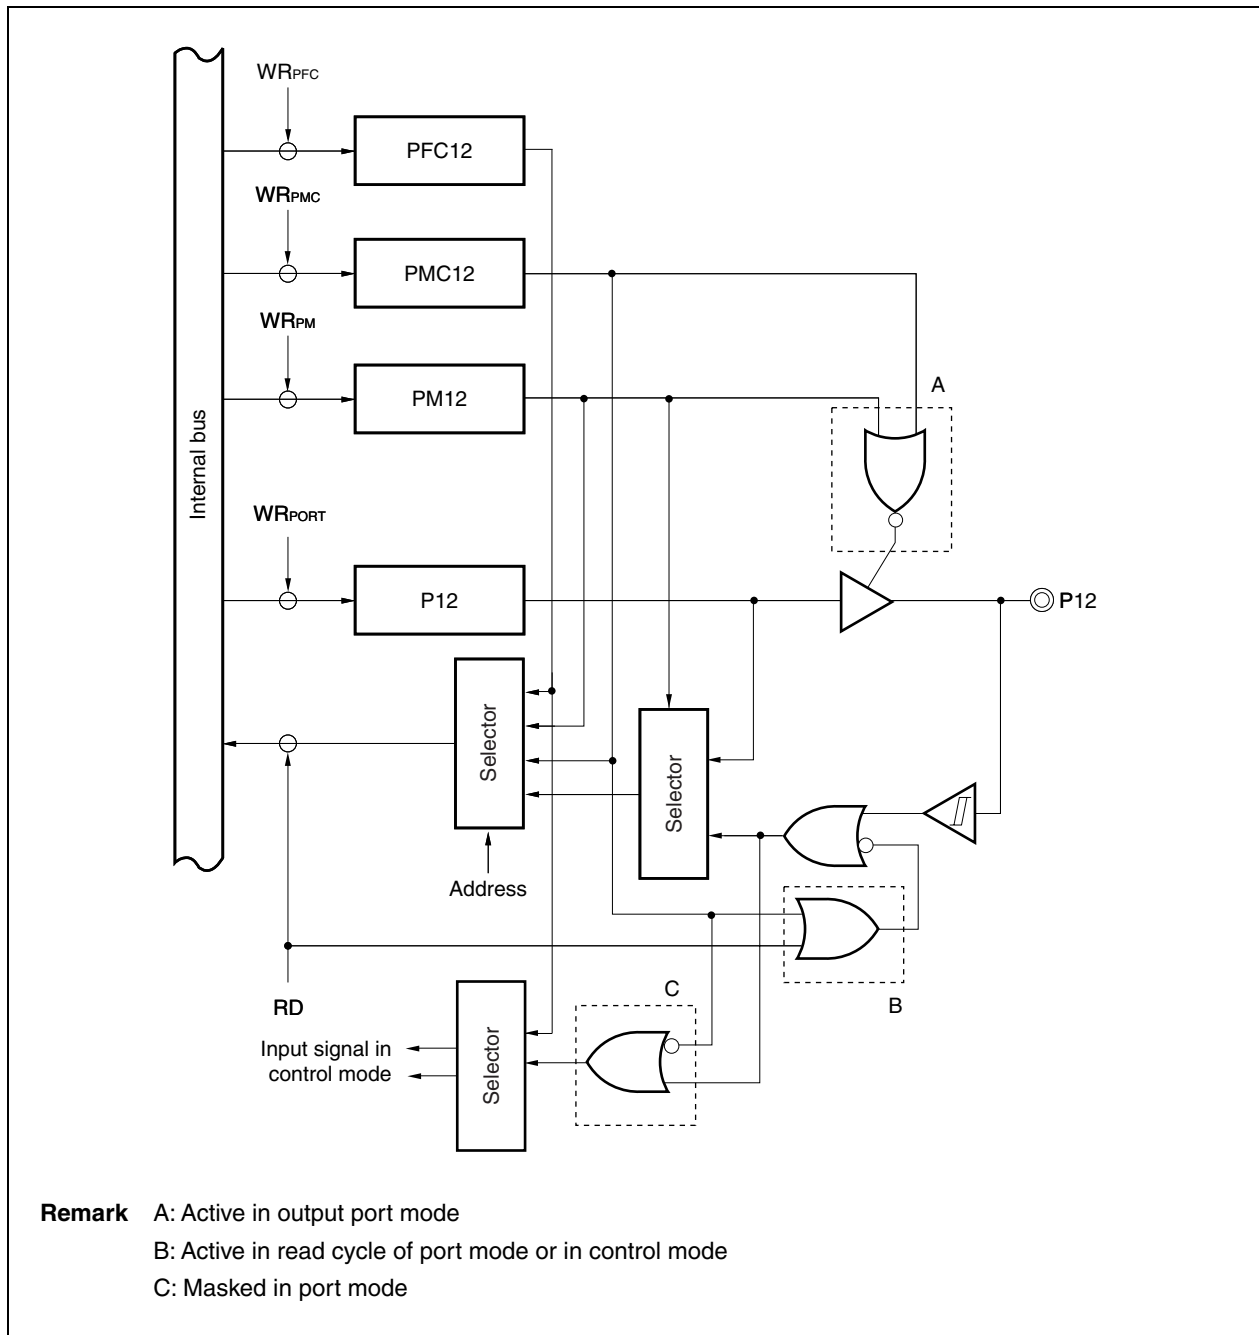 WRPFC
PFC12
WRPMC
PMC12
WRPM
PM12
A
Internal bus
WRPORT
P12
P12
Selector
Selector
Address
B
RD
C
Selector
Input signal in
control mode
Remark A: Active in output port mode
B: Active in read cycle of port mode or in control mode
C: Masked in port mode